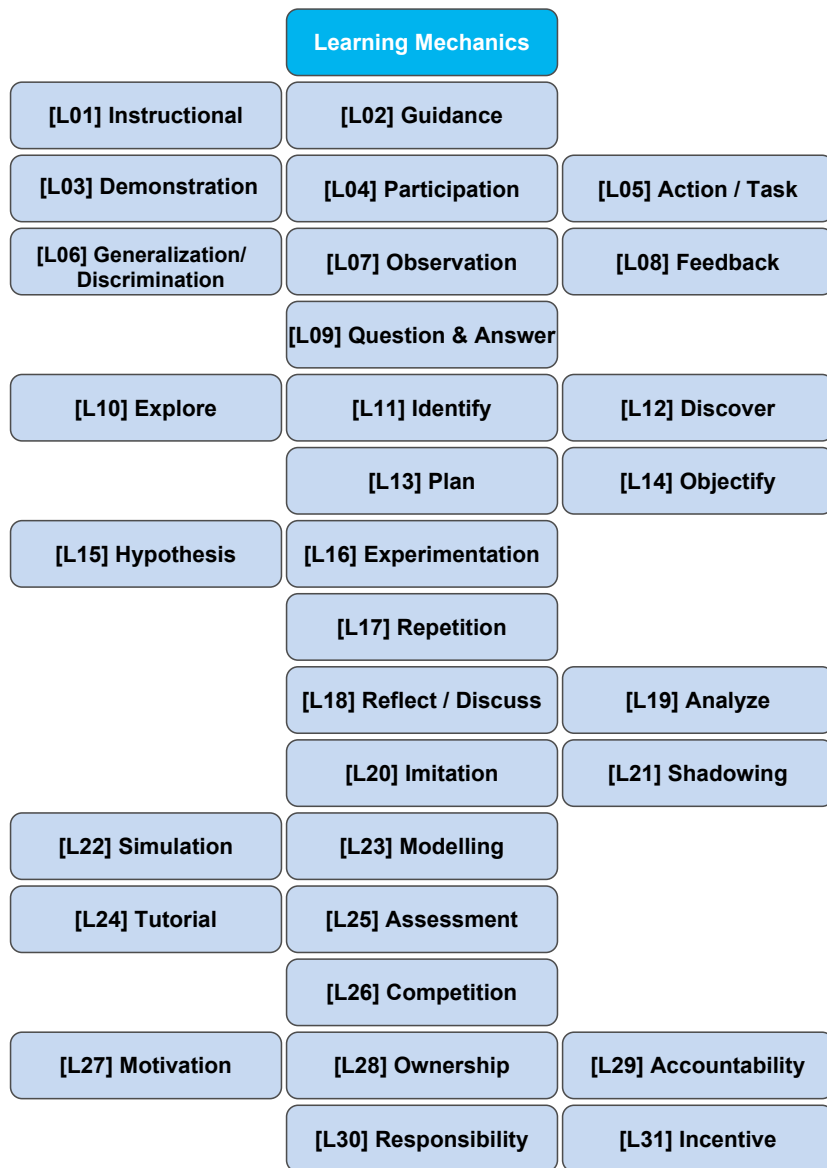 Learning Mechanics
[L01] Instructional
[L02] Guidance
[L03] Demonstration
[L04] Participation
[L05] Action / Task
[L06] Generalization/
Discrimination
[L07] Observation
[L08] Feedback
[L09] Question & Answer
[L10] Explore
[L11] Identify
[L12] Discover
[L13] Plan
[L14] Objectify
[L15] Hypothesis
[L16] Experimentation
[L17] Repetition
[L18] Reflect / Discuss
[L19] Analyze
[L20] Imitation
[L21] Shadowing
[L22] Simulation
[L23] Modelling
[L24] Tutorial
[L25] Assessment
[L26] Competition
[L27] Motivation
[L28] Ownership
[L29] Accountability
[L30] Responsibility
[L31] Incentive